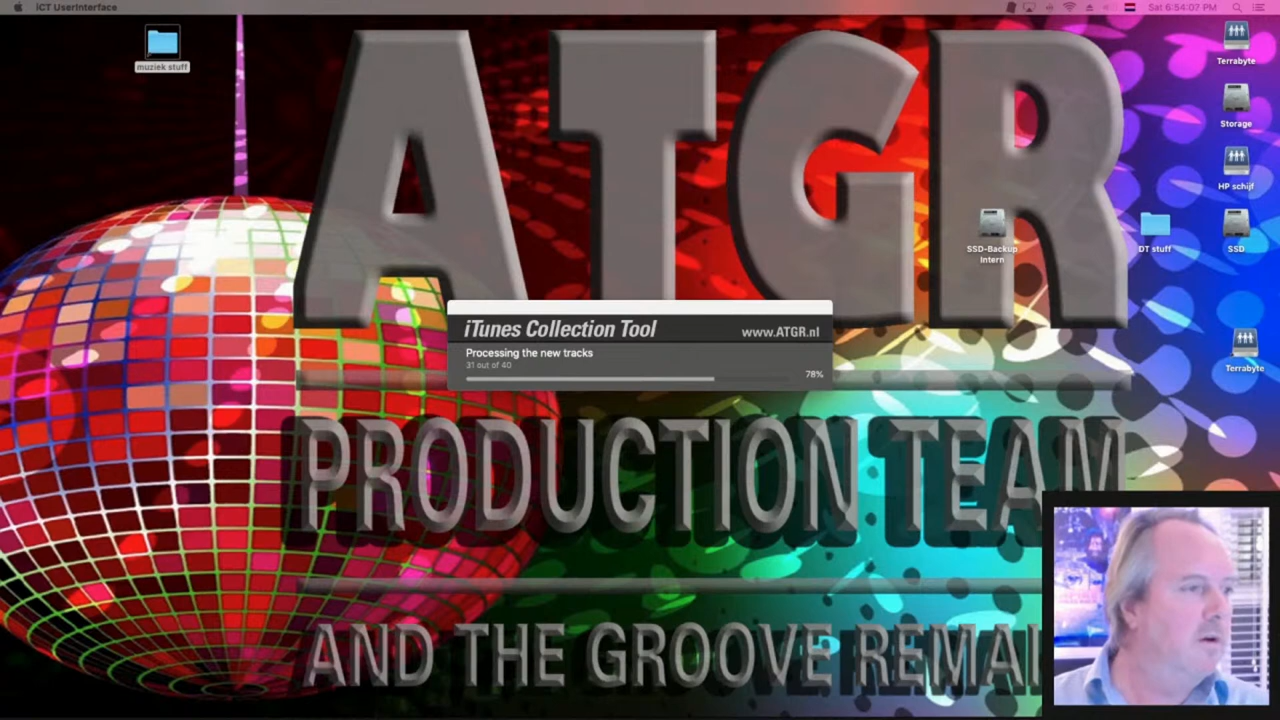 iCT UserInterface
Sat 6:54:07 PM
muziek stuff
Terrabyte
Storage
HP schijf
SSD-Backup
Intern
DT stuff
SSD
Terrabyte
ATGR
iTunes Collection Tool
www.ATGR.nl
Processing the new tracks
31 out of 40
78%
PRODUCTION TEAM
AND THE GROOVE REMAI